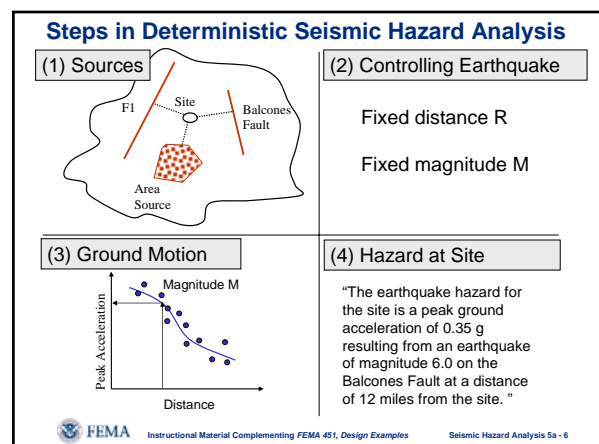 Steps in Deterministic Seismic Hazard Analysis
(1) Sources
F1
Site
Balcones
Fault
Area
Source
(2) Controlling Earthquake
Fixed distance R
Fixed magnitude M
(3) Ground Motion
Magnitude M
Peak Acceleration
Distance
(4) Hazard at Site
“The earthquake hazard for
the site is a peak ground
acceleration of 0.35 g
resulting from an earthquake
of magnitude 6.0 on the
Balcones Fault at a distance
of 12 miles from the site. ”
FEMA
Instructional Material Complementing FEMA 451, Design Examples
Seismic Hazard Analysis 5a - 6